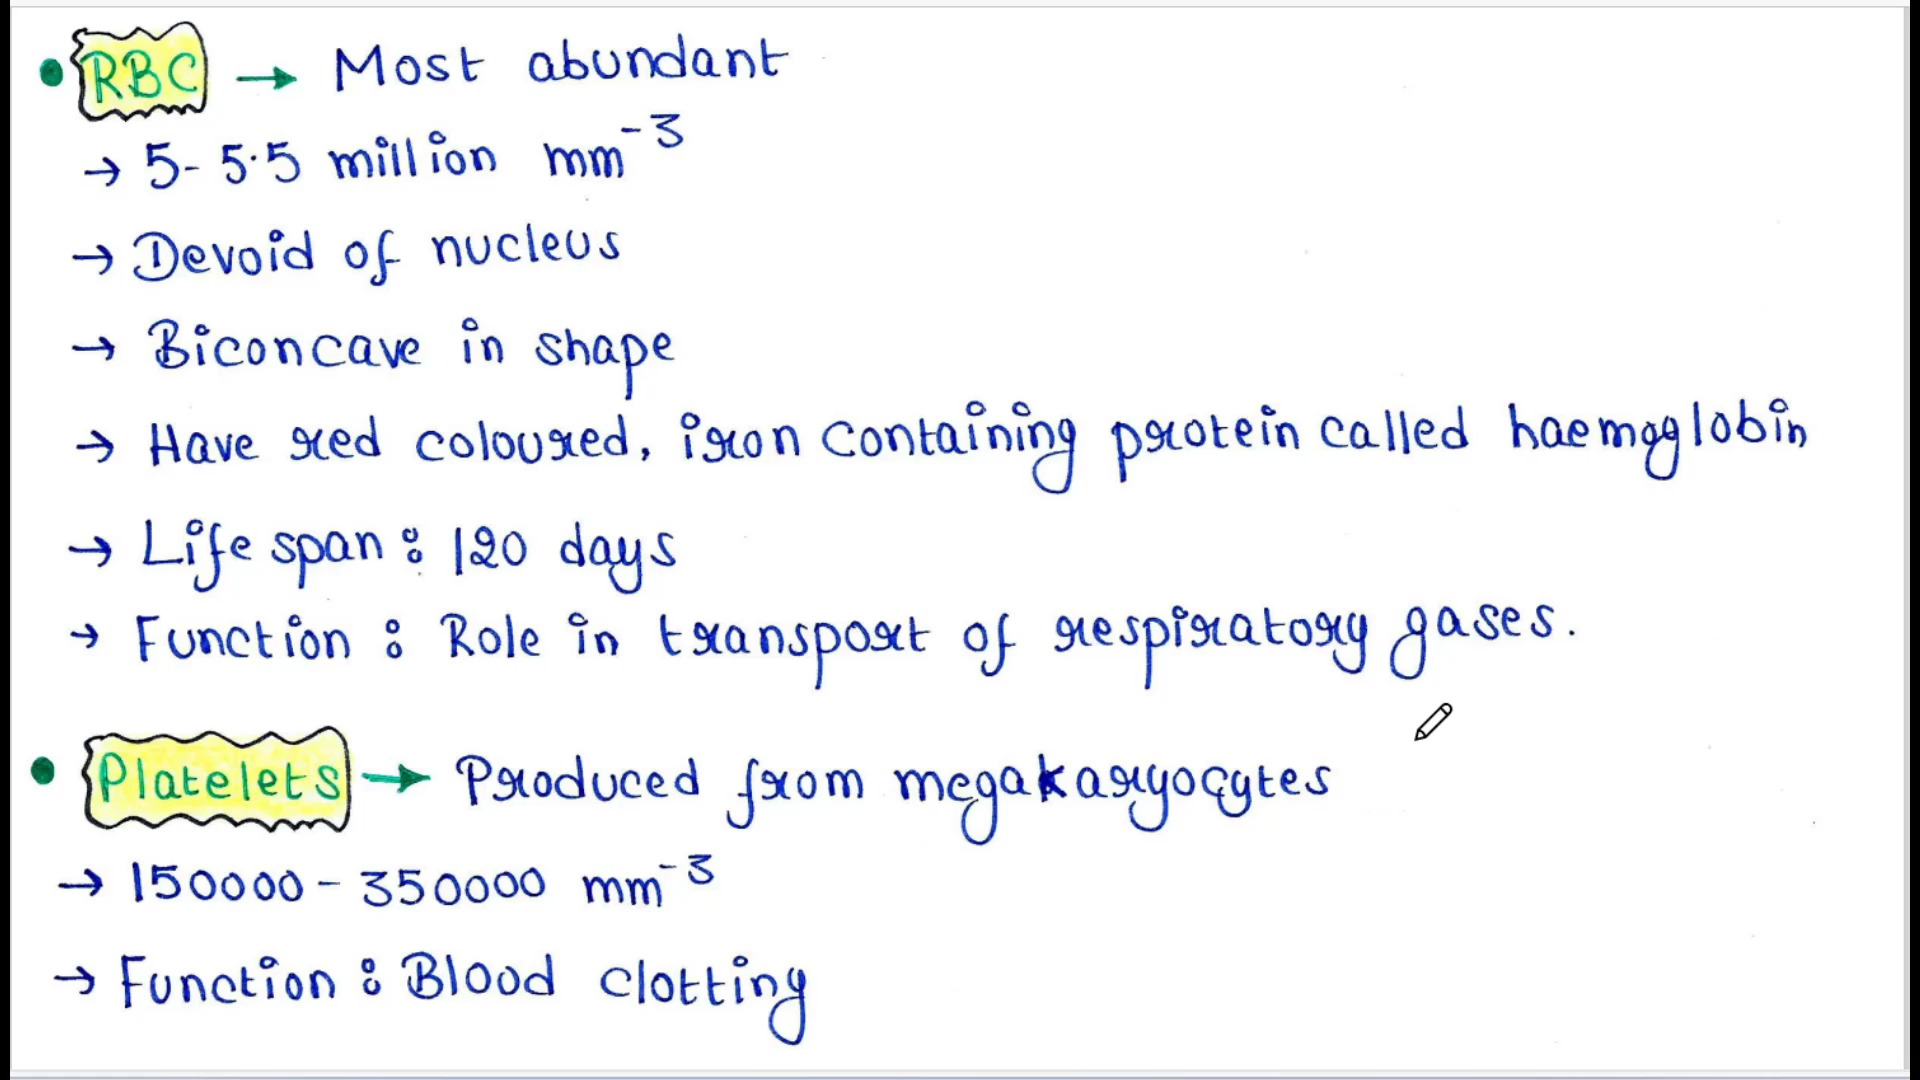 • RBC → Most abundant
→ 5-5.5 million mm⁻³
→ Devoid of nucleus
→ Biconcave in shape
→ Have red coloured, iron containing protein called haemoglobin
→ Life span : 120 days
→ Function : Role in transport of respiratory gases.
• Platelets → Produced from megakaryocytes
→ 150000 - 350000 mm⁻³
→ Function : Blood clotting